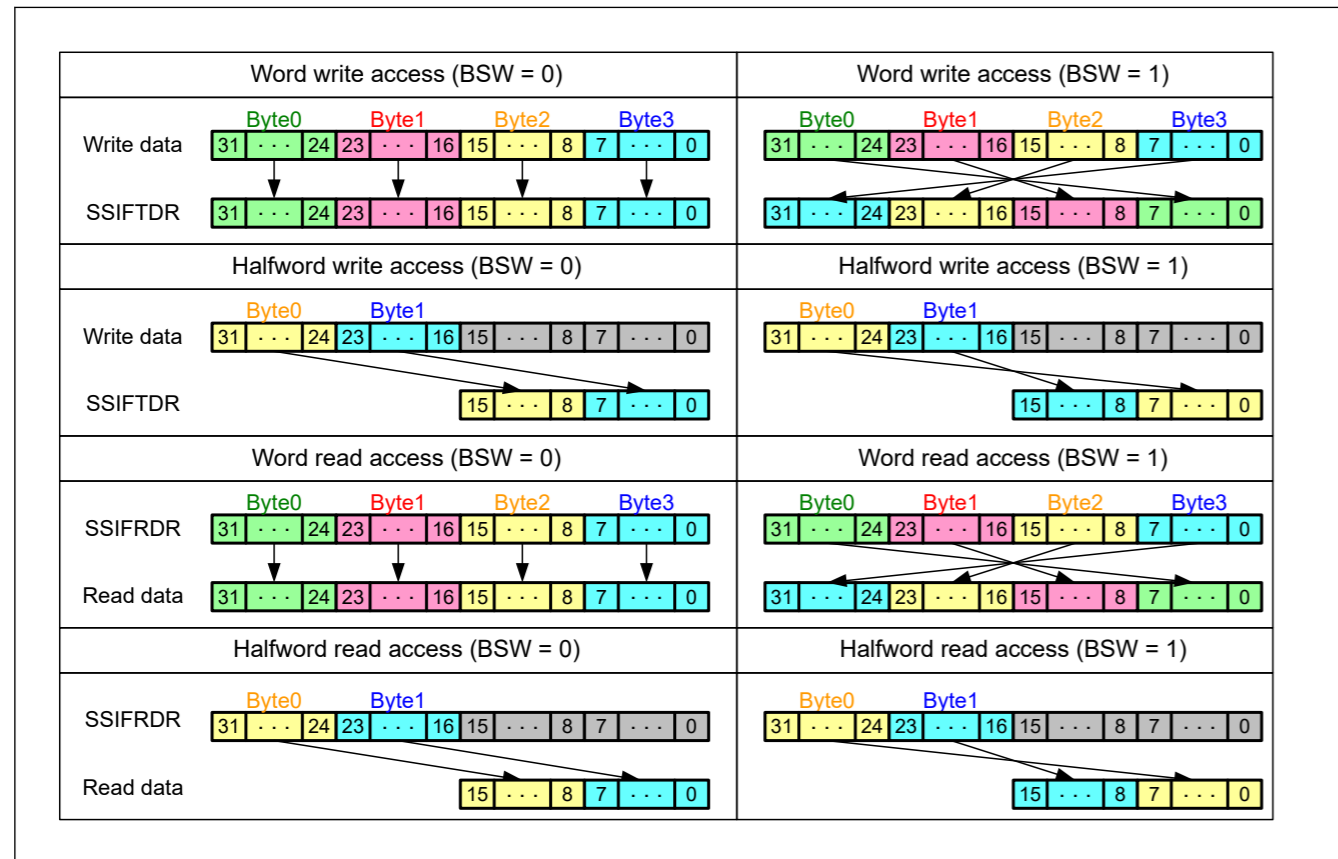 Word write access (BSW = 0) Word write access (BSW = 1)
Byte0 Byte1 Byte2 Byte3 Byte0 Byte1 Byte2 Byte3
Write data 31 · · · 24 23 · · · 16 15 · · · 8 7 · · · 0 31 · · · 24 23 · · · 16 15 · · · 8 7 · · · 0
SSIFTDR 31 · · · 24 23 · · · 16 15 · · · 8 7 · · · 0 31 · · · 24 23 · · · 16 15 · · · 8 7 · · · 0
Halfword write access (BSW = 0) Halfword write access (BSW = 1)
Byte0 Byte1 Byte0 Byte1
Write data 31 · · · 24 23 · · · 16 15 · · · 8 7 · · · 0 31 · · · 24 23 · · · 16 15 · · · 8 7 · · · 0
SSIFTDR 15 · · · 8 7 · · · 0 15 · · · 8 7 · · · 0
Word read access (BSW = 0) Word read access (BSW = 1)
Byte0 Byte1 Byte2 Byte3 Byte0 Byte1 Byte2 Byte3
SSIFRDR 31 · · · 24 23 · · · 16 15 · · · 8 7 · · · 0 31 · · · 24 23 · · · 16 15 · · · 8 7 · · · 0
Read data 31 · · · 24 23 · · · 16 15 · · · 8 7 · · · 0 31 · · · 24 23 · · · 16 15 · · · 8 7 · · · 0
Halfword read access (BSW = 0) Halfword read access (BSW = 1)
Byte0 Byte1 Byte0 Byte1
SSIFRDR 31 · · · 24 23 · · · 16 15 · · · 8 7 · · · 0 31 · · · 24 23 · · · 16 15 · · · 8 7 · · · 0
Read data 15 · · · 8 7 · · · 0 15 · · · 8 7 · · · 0